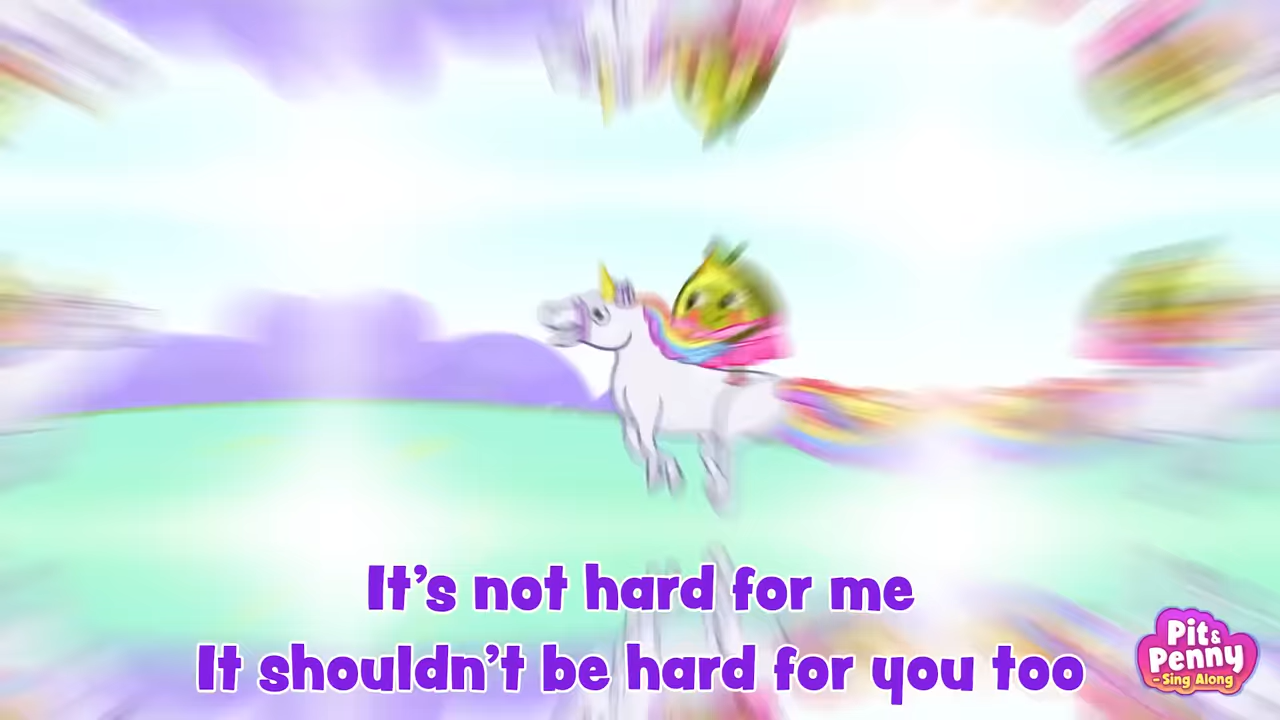 It's not hard for me
It shouldn't be hard for you too
Pit &
Penny
- Sing Along